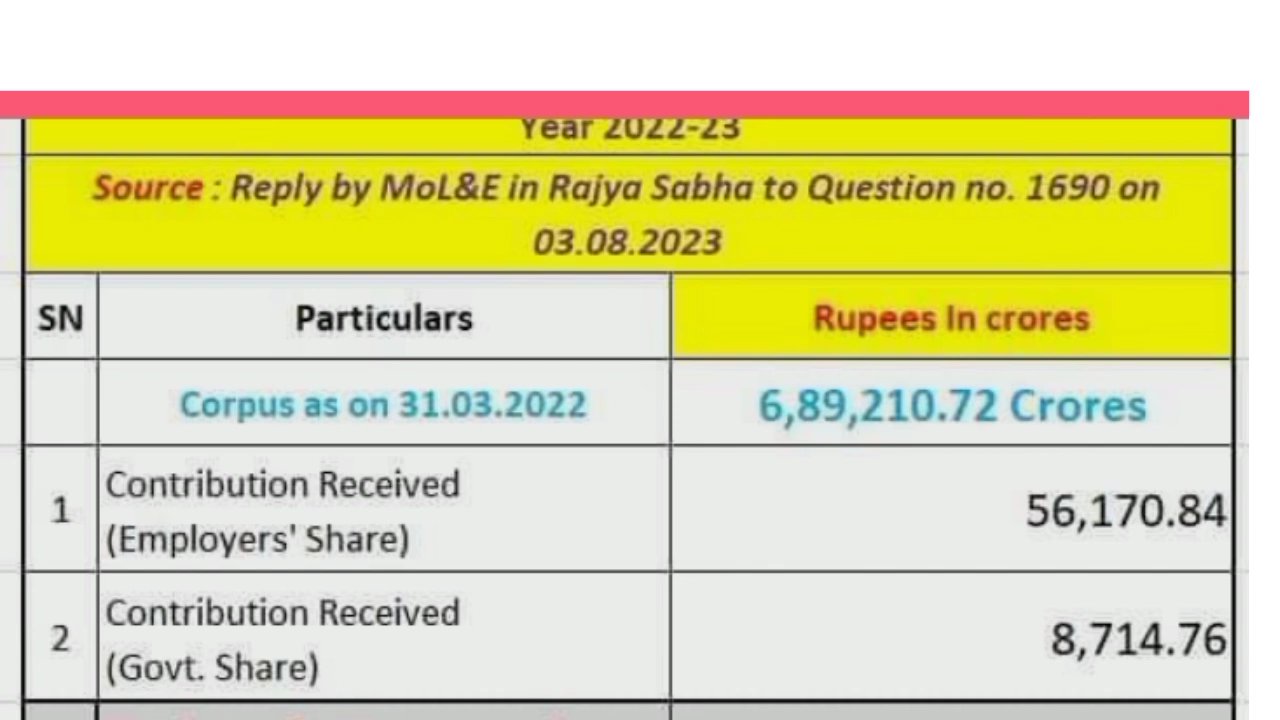 Year 2022-23
Source : Reply by MoL&E in Rajya Sabha to Question no. 1690 on
03.08.2023
SN Particulars Rupees In crores
Corpus as on 31.03.2022 6,89,210.72 Crores
1 Contribution Received
(Employers' Share) 56,170.84
2 Contribution Received
(Govt. Share) 8,714.76